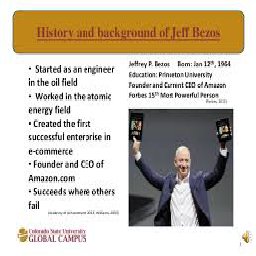 History and background of Jeff Bezos
• Started as an engineer
in the oil field
• Worked in the atomic
energy field
• Created the first
successful enterprise in
e-commerce
• Founder and CEO of
Amazon.com
• Succeeds where others
fail
Jeffrey P. Bezos Born: Jan 12th, 1964
Education: Princeton University
Founder and Current CEO of Amazon
Forbes 15th Most Powerful Person
Colorado State University
GLOBAL CAMPUS